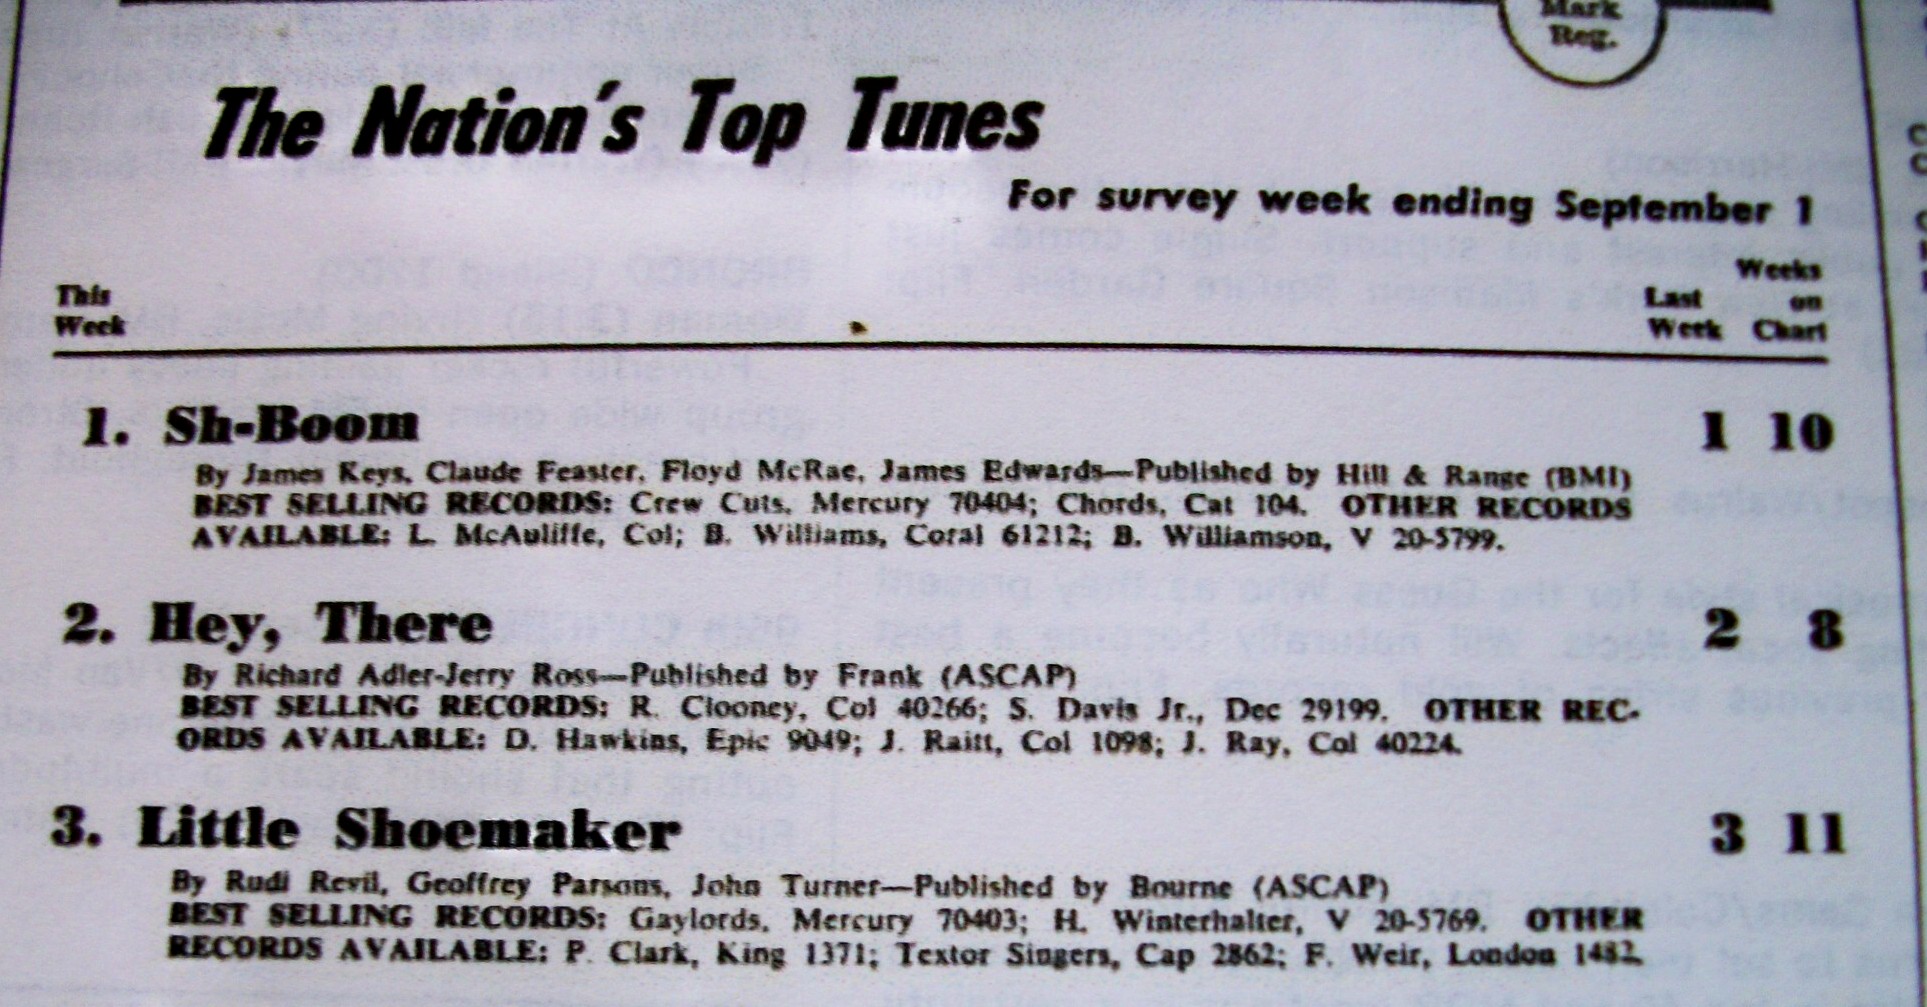 Mark
Reg.
The Nation's Top Tunes
For survey week ending September 1
This
Week
Weeks
Last on
Week Chart
1. Sh-Boom 1 10
By James Keys, Claude Feaster, Floyd McRae, James Edwards—Published by Hill & Range (BMI)
BEST SELLING RECORDS: Crew Cuts, Mercury 70404; Chords, Cat 104. OTHER RECORDS
AVAILABLE: L. McAuliffe, Col; B. Williams, Coral 61212; B. Williamson, V 20-5799.
2. Hey, There 2 8
By Richard Adler-Jerry Ross—Published by Frank (ASCAP)
BEST SELLING RECORDS: R. Clooney, Col 40266; S. Davis Jr., Dec 29199. OTHER REC-
ORDS AVAILABLE: D. Hawkins, Epic 9049; J. Raitt, Col 1098; J. Ray, Col 40224.
3. Little Shoemaker 3 11
By Rudi Revil, Geoffrey Parsons, John Turner—Published by Bourne (ASCAP)
BEST SELLING RECORDS: Gaylords, Mercury 70403; H. Winterhalter, V 20-5769. OTHER
RECORDS AVAILABLE: P. Clark, King 1371; Textor Singers, Cap 2862; F. Weir, London 1482.